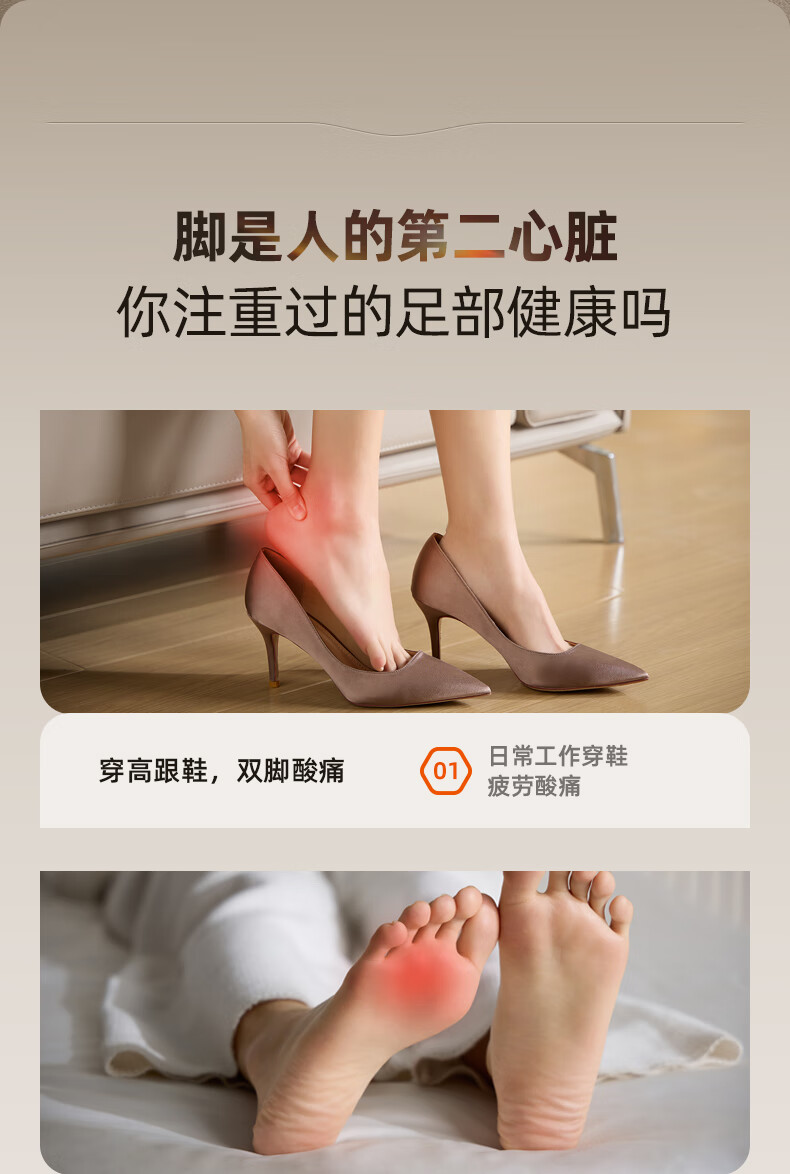 脚是人的第二心脏
你注重过的足部健康吗
穿高跟鞋，双脚酸痛
01
日常工作穿鞋
疲劳酸痛